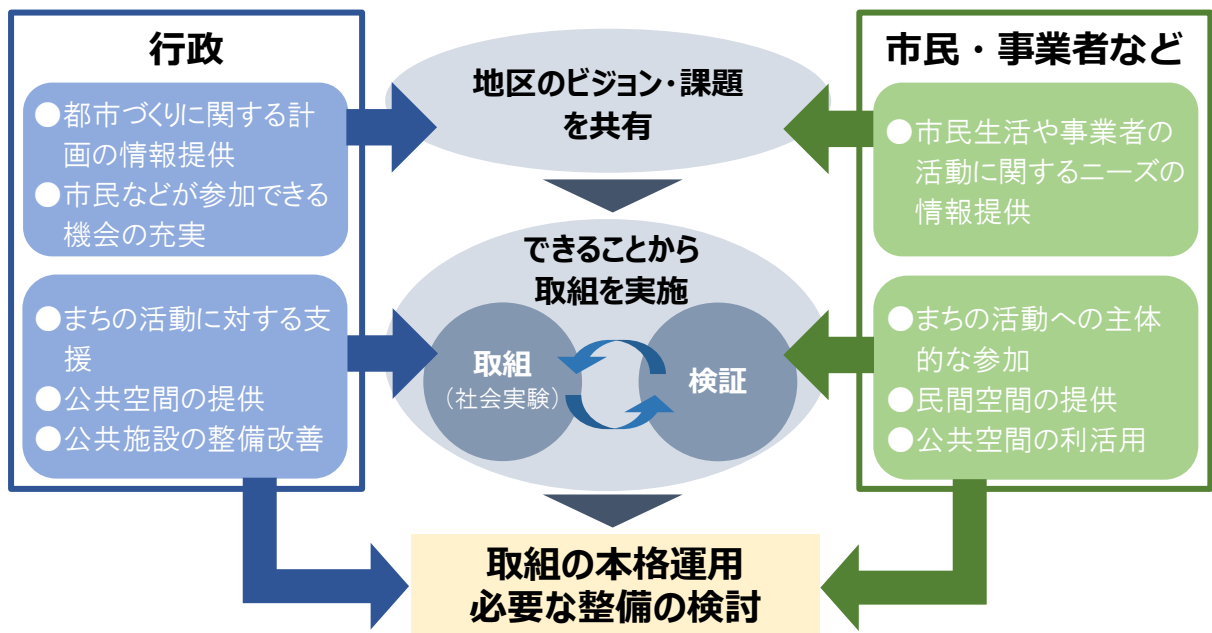 行政
●都市づくりに関する計
画の情報提供
●市民などが参加できる
機会の充実
●まちの活動に対する支
援
●公共空間の提供
●公共施設の整備改善
地区のビジョン・課題
を共有
できることから
取組を実施
取組
（社会実験）
検証
取組の本格運用
必要な整備の検討
市民・事業者など
●市民生活や事業者の
活動に関するニーズの
情報提供
●まちの活動への主体
的な参加
●民間空間の提供
●公共空間の利活用